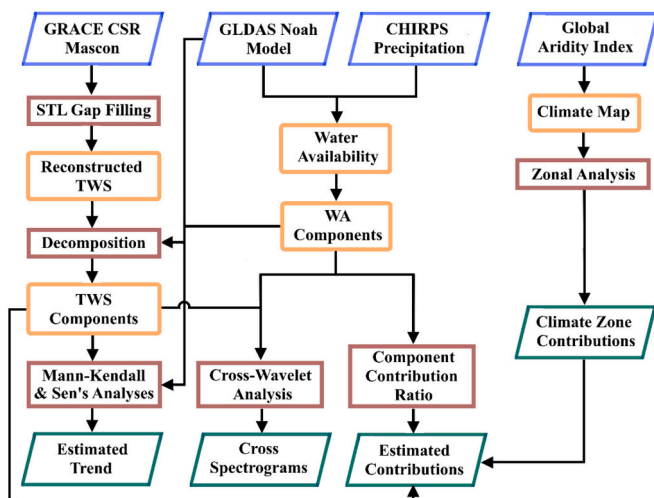 GRACE CSR
Mascon
GLDAS Noah
Model
CHIRPS
Precipitation
Global
Aridity Index
STL Gap Filling
Climate Map
Water
Availability
Reconstructed
TWS
Zonal Analysis
WA
Components
Decomposition
TWS
Components
Climate Zone
Contributions
Mann-Kendall
& Sen's Analyses
Cross-Wavelet
Analysis
Component
Contribution
Ratio
Estimated
Trend
Cross
Spectrograms
Estimated
Contributions